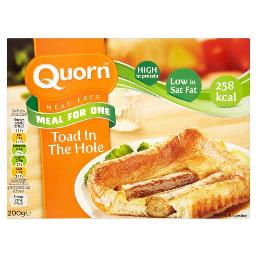 Quorn™
MEAT FREE
MEAL FOR ONE
Toad In
The Hole
200g℮
HIGH
in protein
Low in
Sat Fat
258
kcal